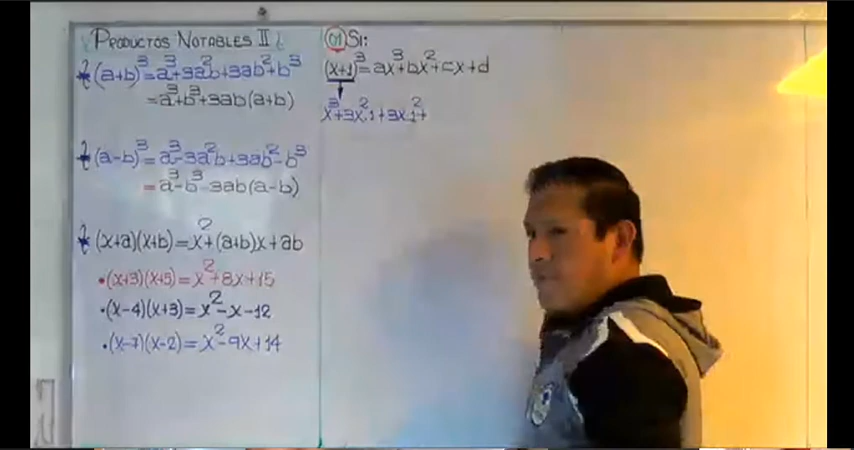 PRODUCTOS NOTABLES II
* (a+b)³=a³+3a²b+3ab²+b³
=a³+b³+3ab(a+b)
* (a-b)³=a³-3a²b+3ab²-b³
=a³-b³-3ab(a-b)
* (x+a)(x+b)=x²+(a+b)x+ab
•(x+3)(x+5)=x²+8x+15
•(x-4)(x+3)=x²-x-12
•(x-7)(x-2)=x²-9x+14
01 Si:
(x+1)³=ax³+bx²+cx+d
x³+3x².1+3x.1²+